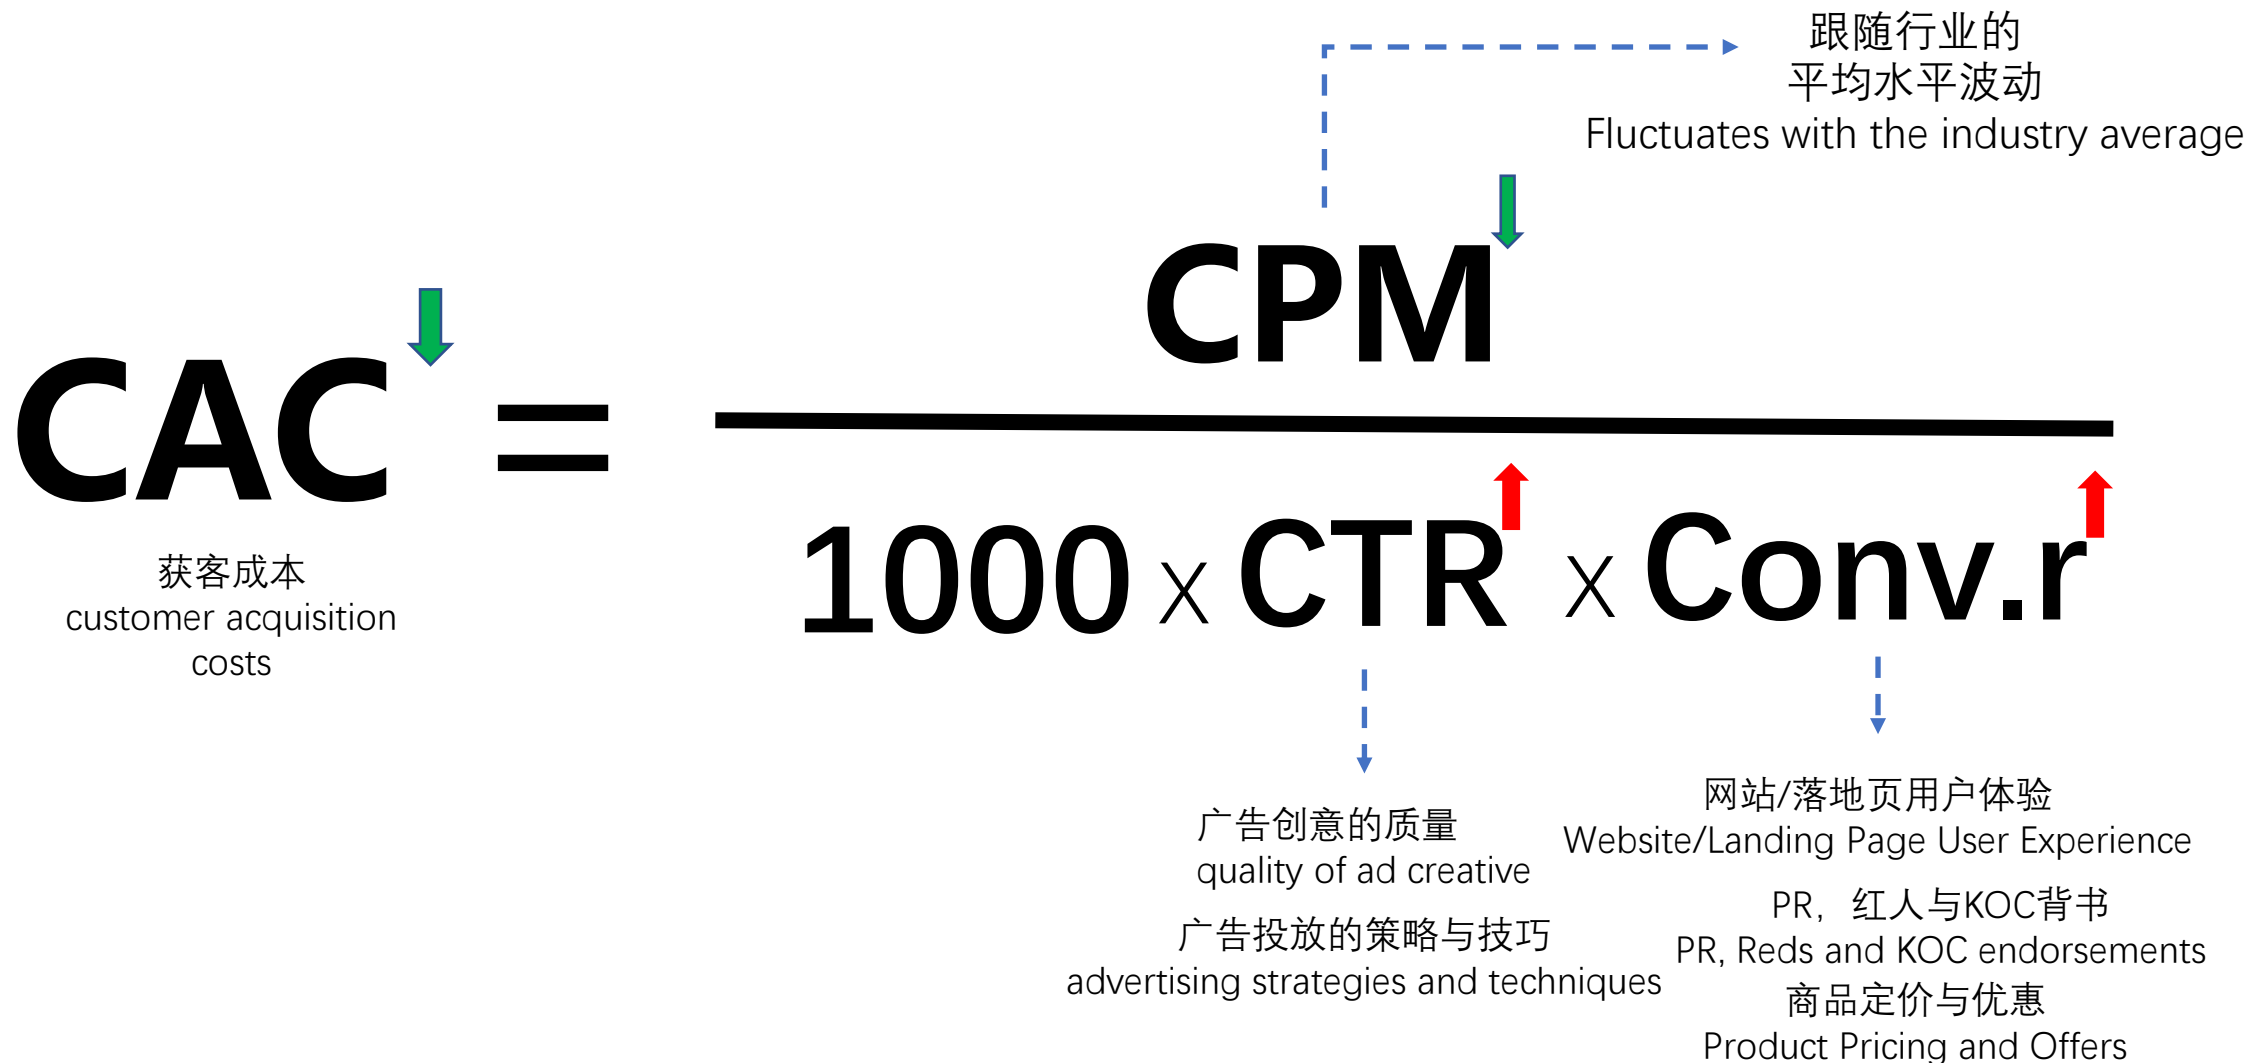 跟随行业的
平均水平波动
Fluctuates with the industry average
CPM
CAC =
1000 x CTR x Conv.r
获客成本
customer acquisition
costs
广告创意的质量
quality of ad creative
广告投放的策略与技巧
advertising strategies and techniques
网站/落地页用户体验
Website/Landing Page User Experience
PR，红人与KOC背书
PR, Reds and KOC endorsements
商品定价与优惠
Product Pricing and Offers